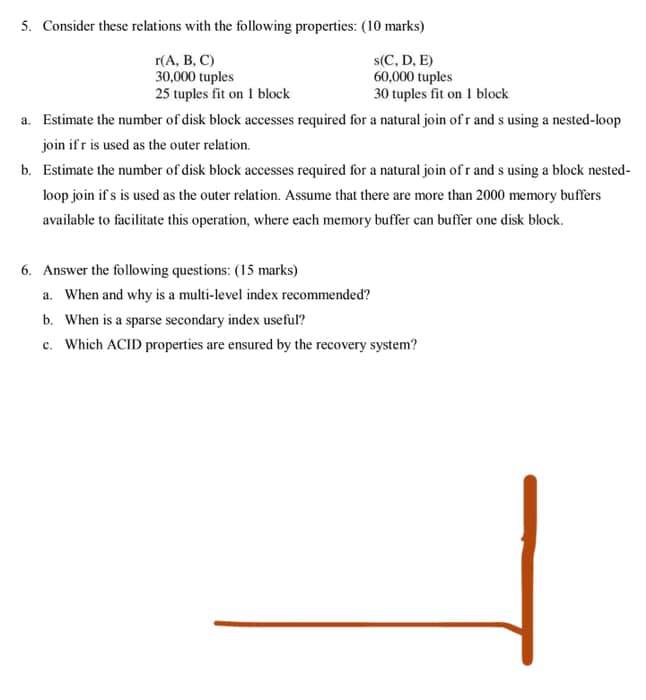 5. Consider these relations with the following properties: (10 marks)
r(A, B, C) s(C, D, E)
30,000 tuples 60,000 tuples
25 tuples fit on 1 block 30 tuples fit on 1 block
a. Estimate the number of disk block accesses required for a natural join of r and s using a nested-loop
join if r is used as the outer relation.
b. Estimate the number of disk block accesses required for a natural join of r and s using a block nested-
loop join if s is used as the outer relation. Assume that there are more than 2000 memory buffers
available to facilitate this operation, where each memory buffer can buffer one disk block.
6. Answer the following questions: (15 marks)
a. When and why is a multi-level index recommended?
b. When is a sparse secondary index useful?
c. Which ACID properties are ensured by the recovery system?